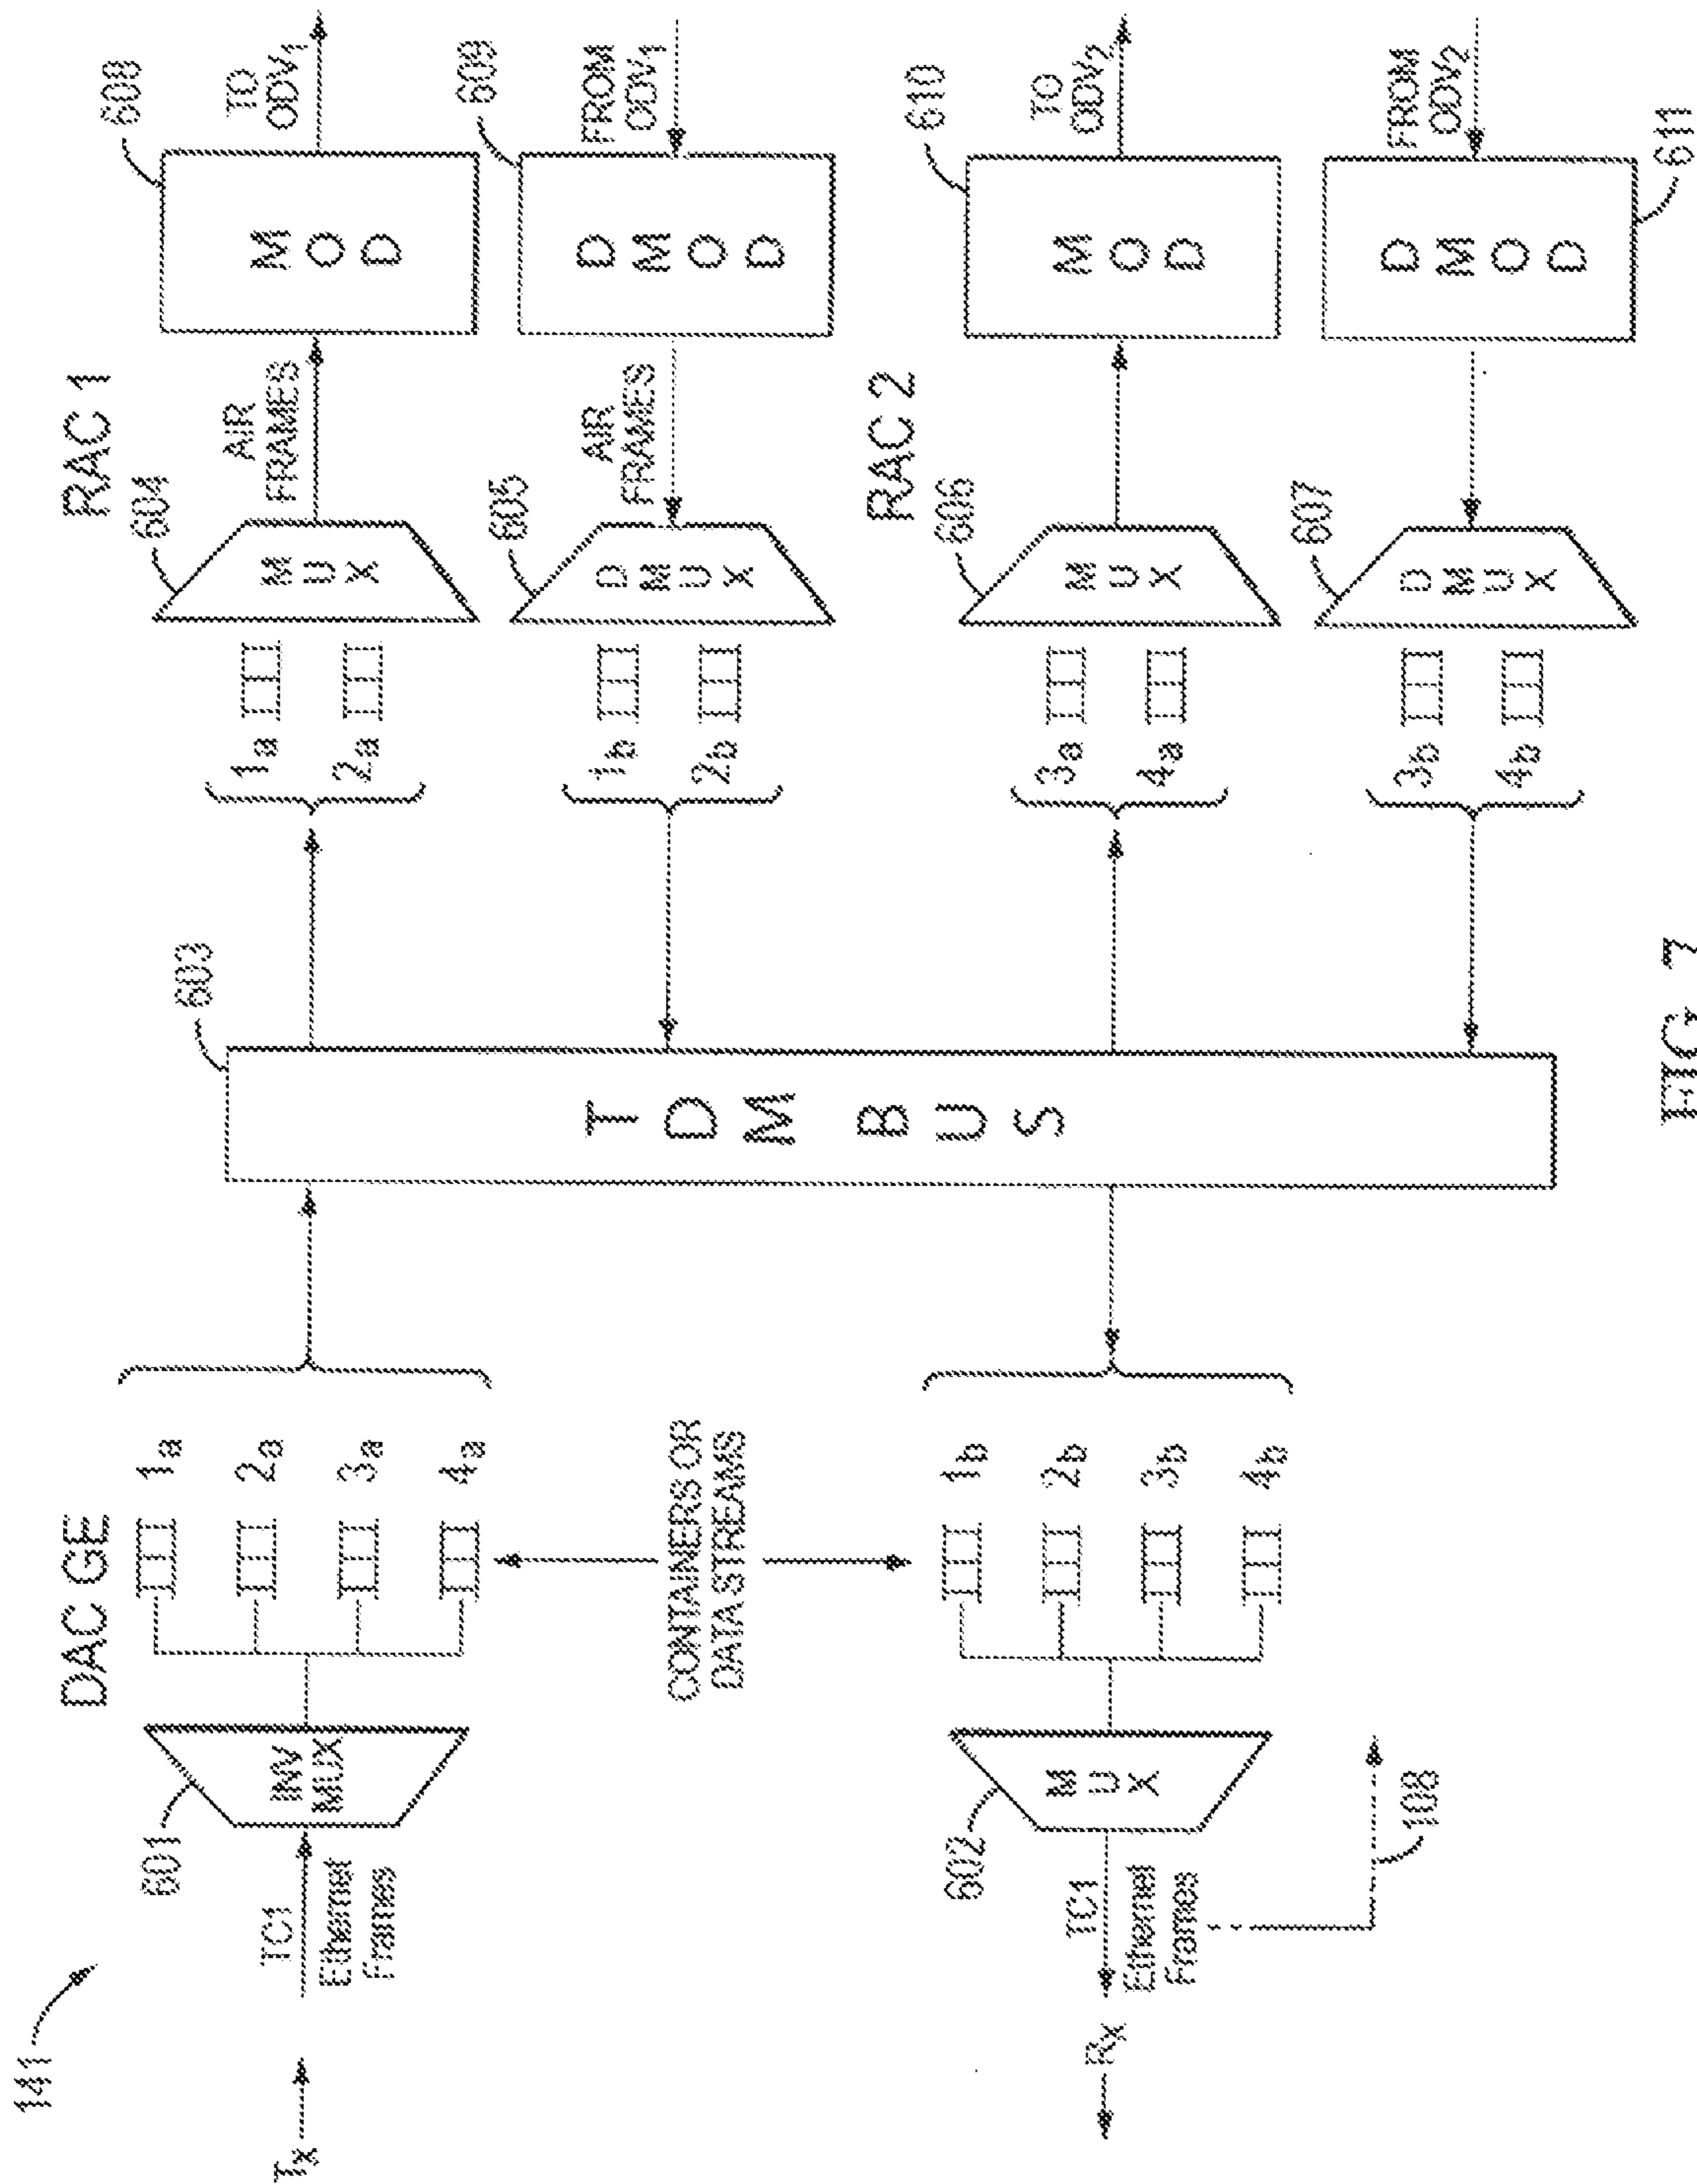 141
DAC GE
RAC 1
601
603
604
608
Tx
TC1
Ethernet
Frames
INV
MUX
1a
2a
3a
4a
1a
2a
MUX
AIR
FRAMES
MOD
TO
ODV1
605
609
1b
2b
DMUX
AIR
FRAMES
DMOD
FROM
ODV1
CONTAINERS OR
DATA STREAMS
TDM BUS
RAC 2
602
606
610
Rx
TC1
Ethernet
Frames
MUX
1b
2b
3b
4b
3a
4a
MUX
MOD
TO
ODV2
108
607
3b
4b
DMUX
DMOD
FROM
ODV2
611
FIG. 7